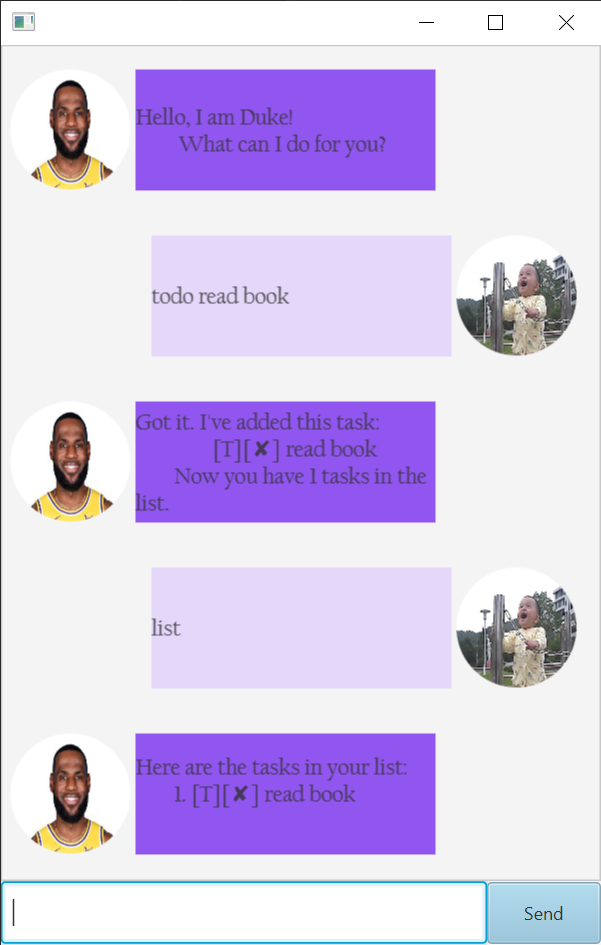 Hello, I am Duke!
What can I do for you?
todo read book
Got it. I've added this task:
[T][✘] read book
Now you have 1 tasks in the
list.
list
Here are the tasks in your list:
1. [T][✘] read book
Send